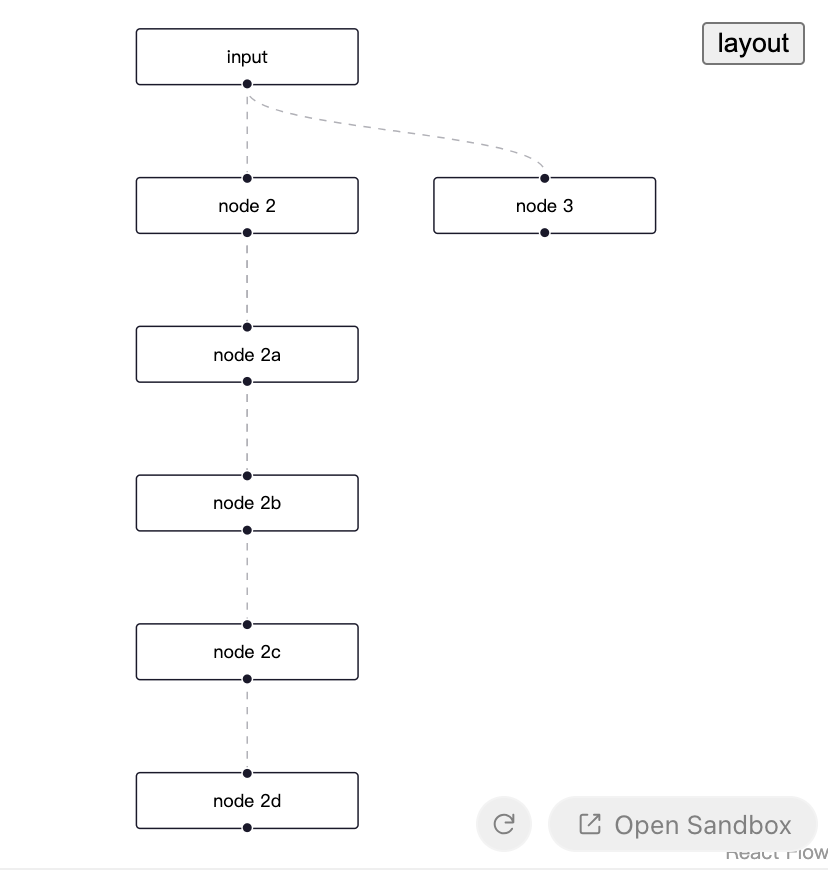 input
layout
node 2
node 3
node 2a
node 2b
node 2c
node 2d
Open Sandbox
React Flow